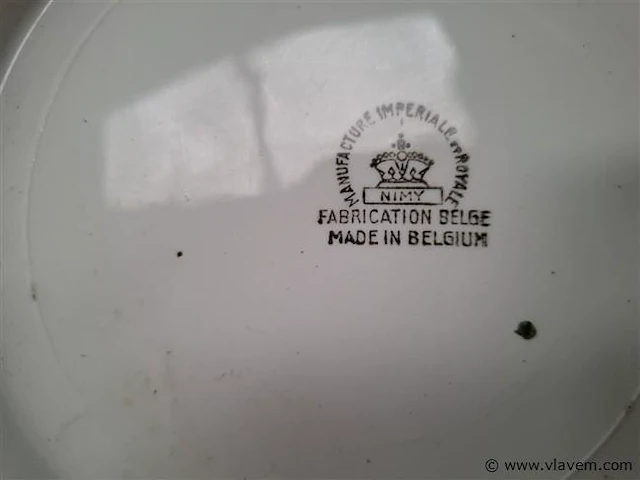 MANUFACTURE IMPERIALE ET ROYALE
NIMY
FABRICATION BELGE
MADE IN BELGIUM
© www.vlavem.com